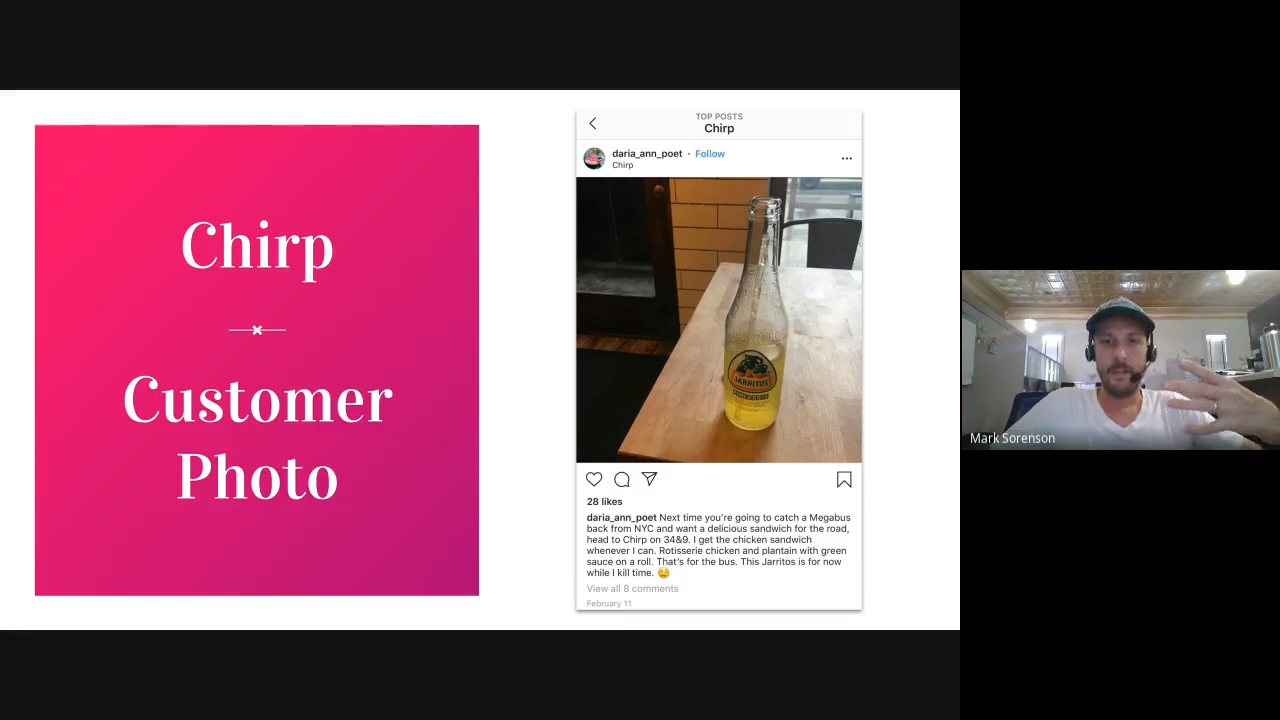 Chirp
Customer
Photo
TOP POSTS
Chirp
daria_ann_poet · Follow
Chirp
JARRITOS
28 likes
daria_ann_poet Next time you're going to catch a Megabus
back from NYC and want a delicious sandwich for the road,
head to Chirp on 34&9. I get the chicken sandwich
whenever I can. Rotisserie chicken and plantain with green
sauce on a roll. That's for the bus. This Jarritos is for now
while I kill time. 😩
View all 8 comments
February 11
Mark Sorenson